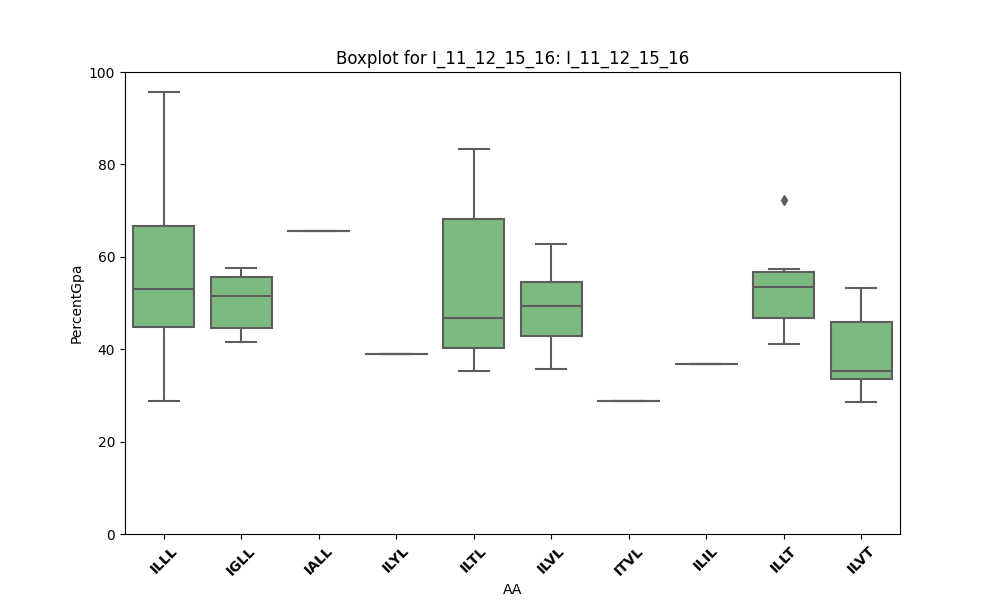 Boxplot for I_11_12_15_16: I_11_12_15_16
PercentGpa
100
80
60
40
20
0
ILLL IGLL IALL ILYL ILTL ILVL ITVL ILIL ILLT ILVT
AA